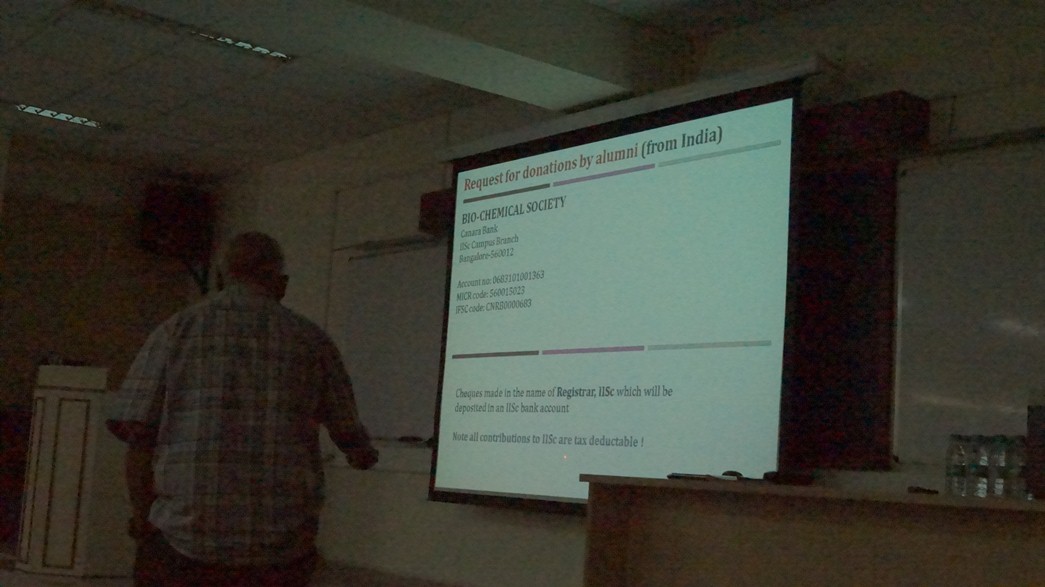 Request for donations by alumni (from India)
BIO-CHEMICAL SOCIETY
Canara Bank
IISc Campus Branch
Bangalore-560012
Account no: 0683101001363
MICR code: 560015023
IFSC code: CNRB0000683
Cheques made in the name of Registrar, IISc which will be
deposited in an IISc bank account
Note all contributions to IISc are tax deductable !